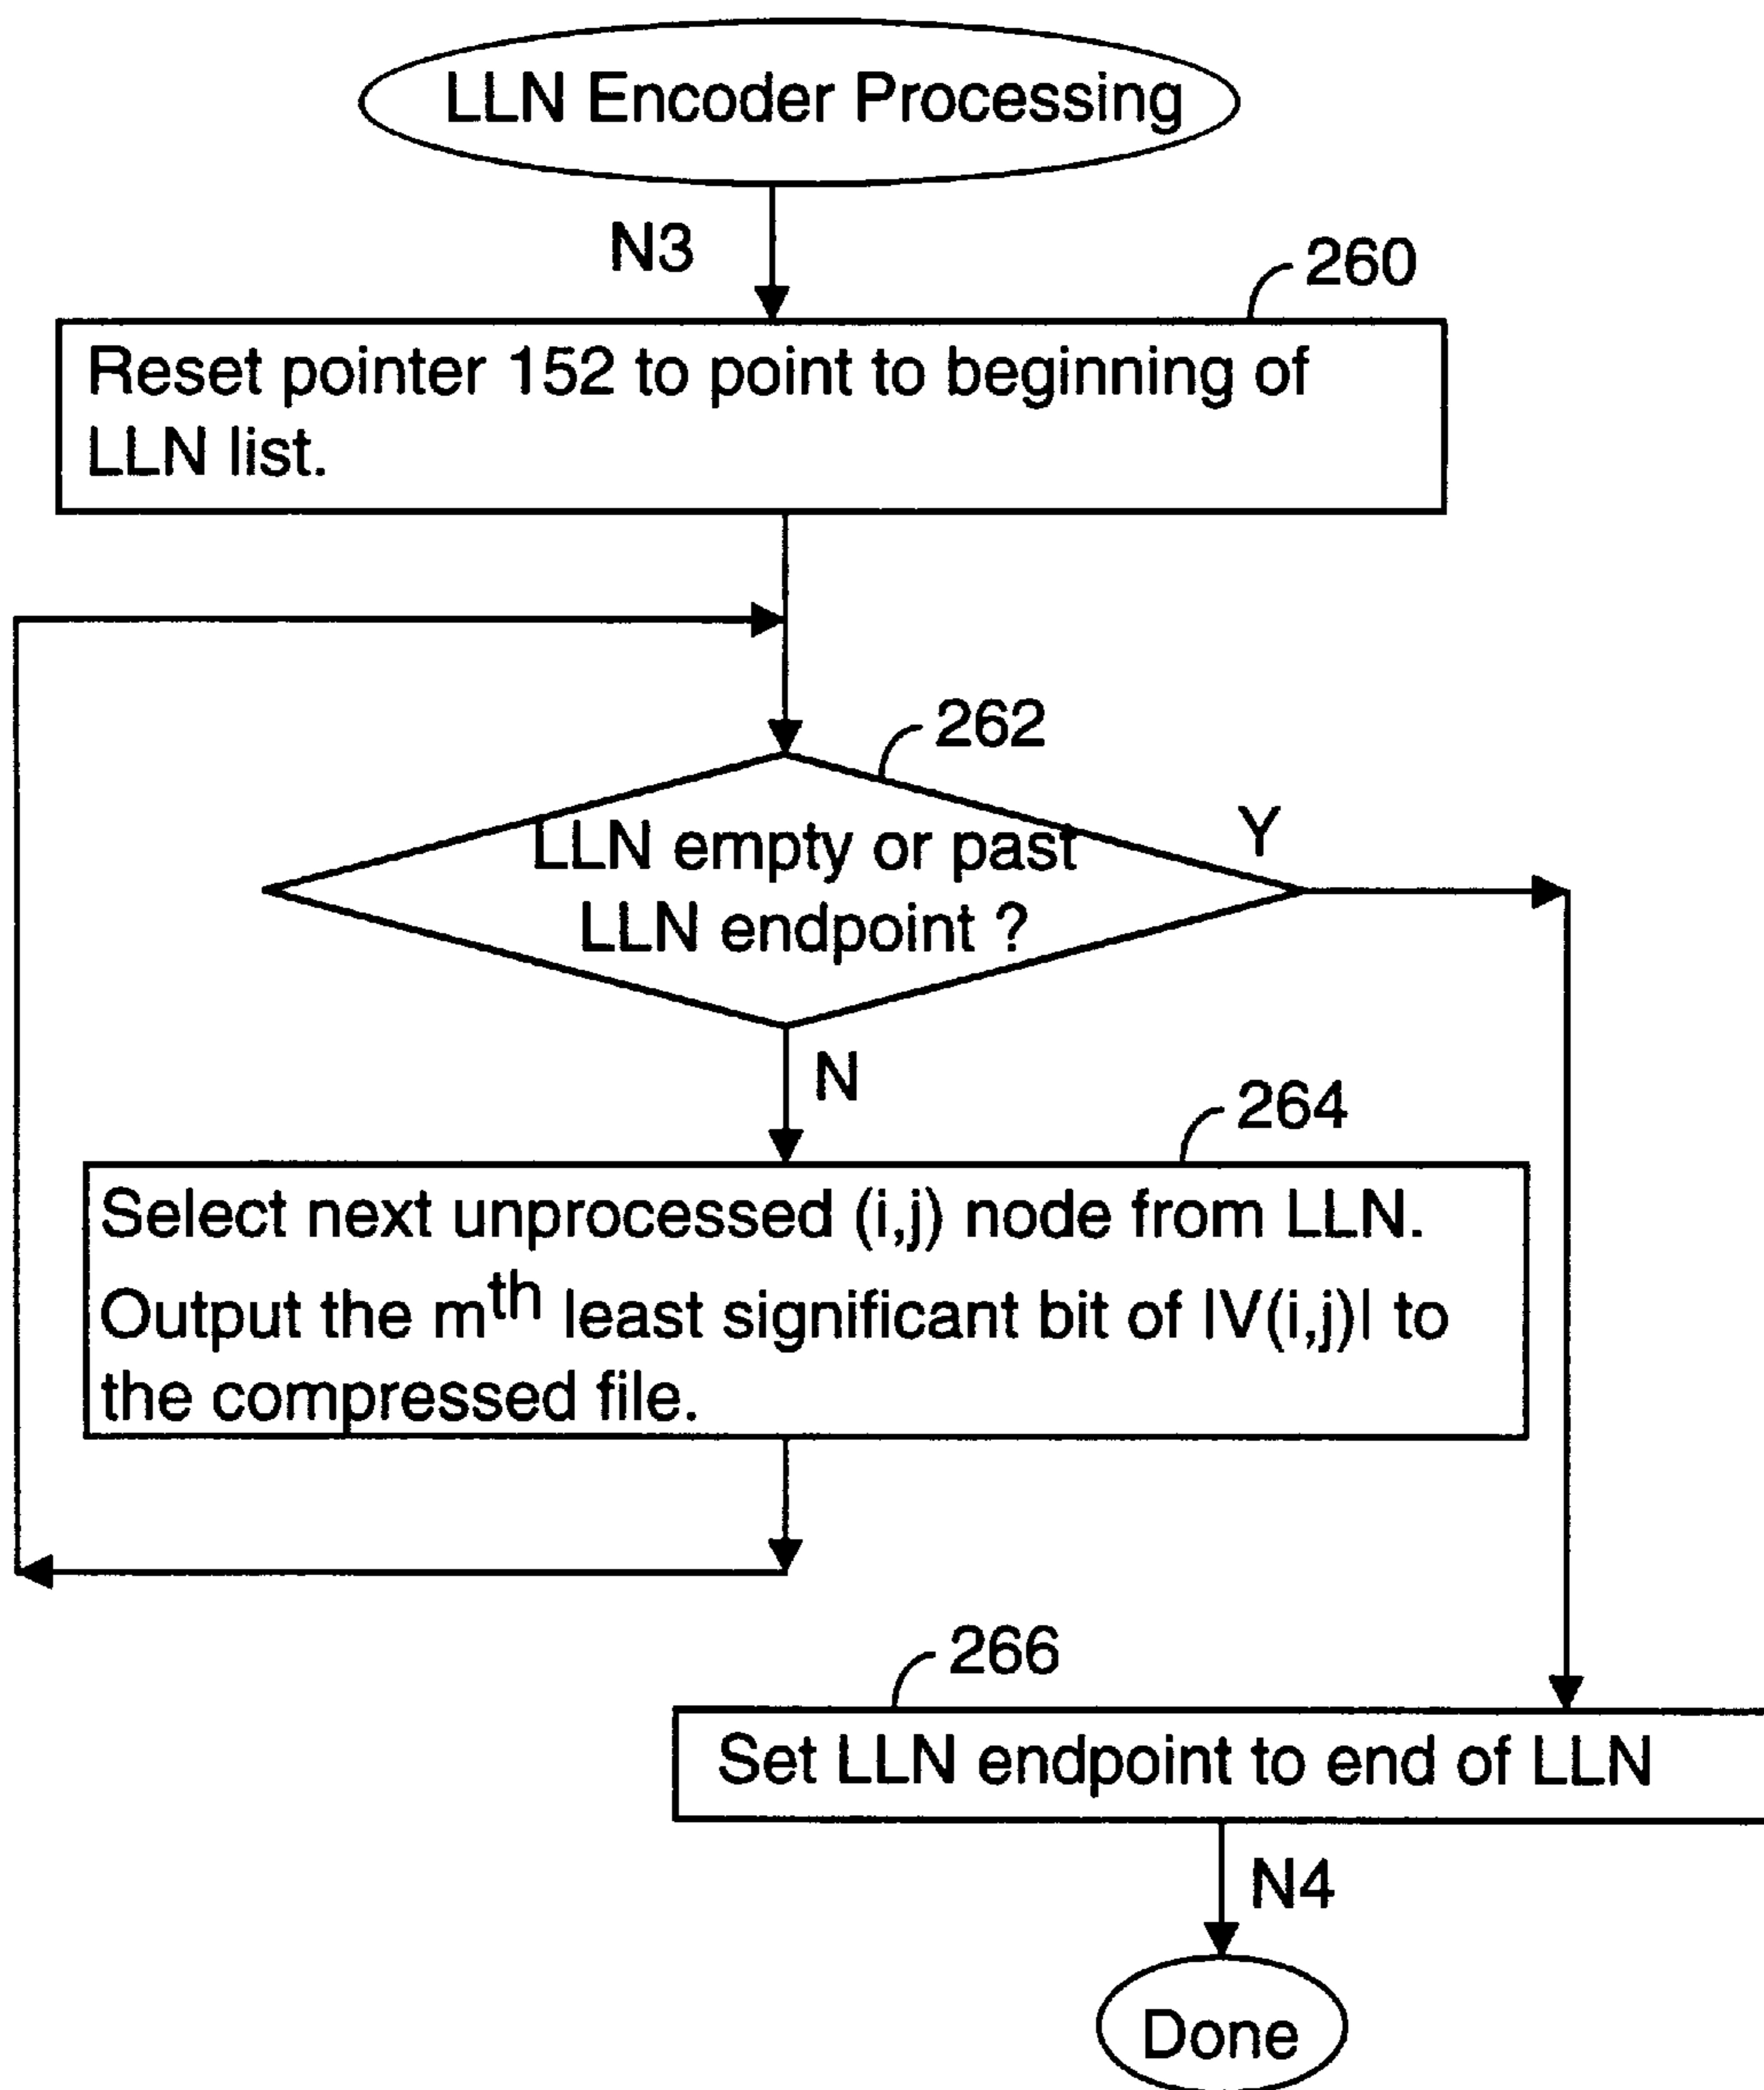 LLN Encoder Processing
N3
260
Reset pointer 152 to point to beginning of
LLN list.
262
LLN empty or past
LLN endpoint ?
Y
N
264
Select next unprocessed (i,j) node from LLN.
Output the mth least significant bit of |V(i,j)| to
the compressed file.
266
Set LLN endpoint to end of LLN
N4
Done